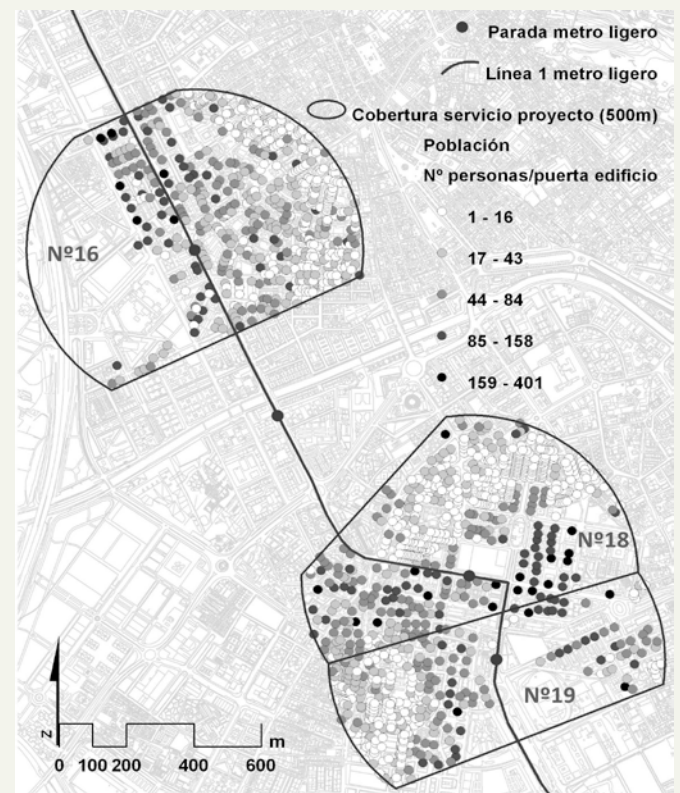 Parada metro ligero
Línea 1 metro ligero
Cobertura servicio proyecto (500m)
Población
Nº personas/puerta edificio
1 - 16
17 - 43
44 - 84
85 - 158
159 - 401
Nº16
Nº18
Nº19
N
m
0 100 200 400 600